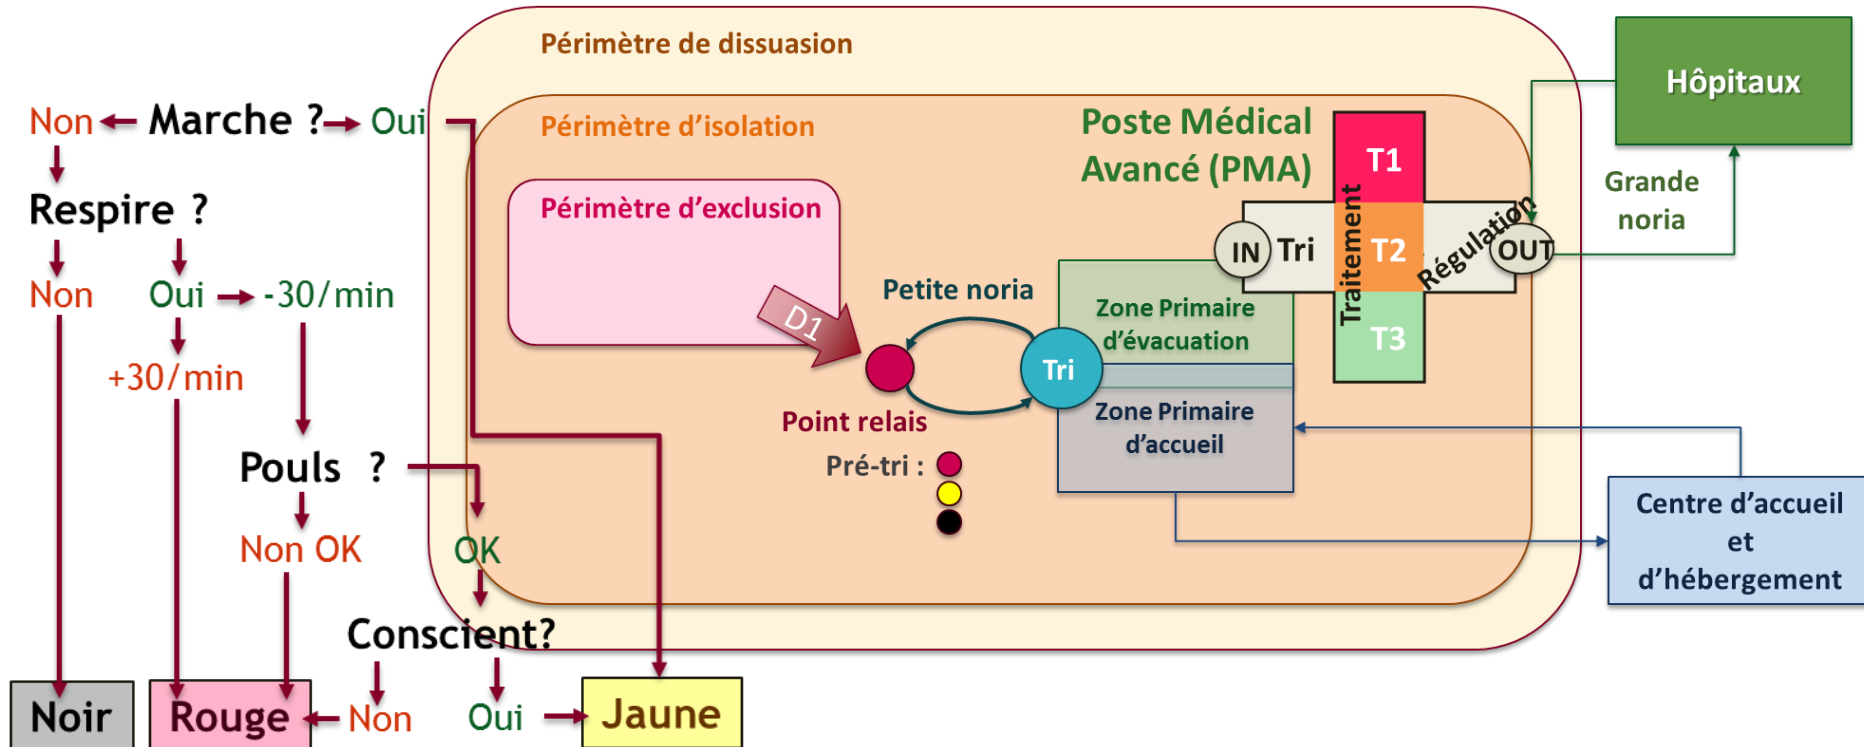 Périmètre de dissuasion
Hôpitaux
Non
Marche ?
Oui
Périmètre d’isolation
Poste Médical
Avancé (PMA)
T1
Grande
noria
Respire ?
Périmètre d’exclusion
Traitement
Régulation
IN
Tri
T2
OUT
Non
Oui
-30/min
Petite noria
Zone Primaire
d’évacuation
D1
T3
+30/min
Tri
Point relais
Zone Primaire
d’accueil
Pouls ?
Pré-tri :
Centre d’accueil
et
d’hébergement
Non OK
OK
Conscient?
Noir
Rouge
Non
Oui
Jaune